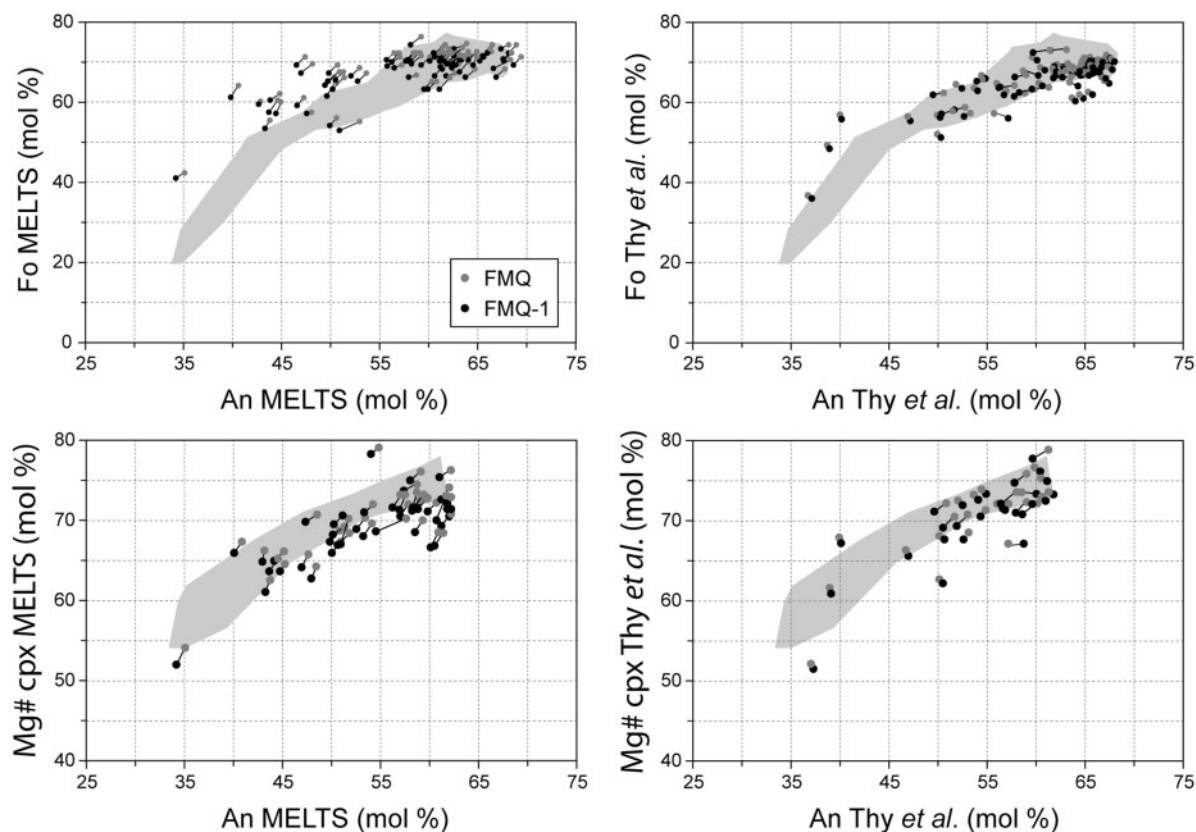 80
60
40
20
0
Fo MELTS (mol %)
FMQ
FMQ-1
25 35 45 55 65 75
An MELTS (mol %)
80
60
40
20
0
Fo Thy et al. (mol %)
25 35 45 55 65 75
An Thy et al. (mol %)
80
70
60
50
40
Mg# cpx MELTS (mol %)
25 35 45 55 65 75
An MELTS (mol %)
80
70
60
50
40
Mg# cpx Thy et al. (mol %)
25 35 45 55 65 75
An Thy et al. (mol %)